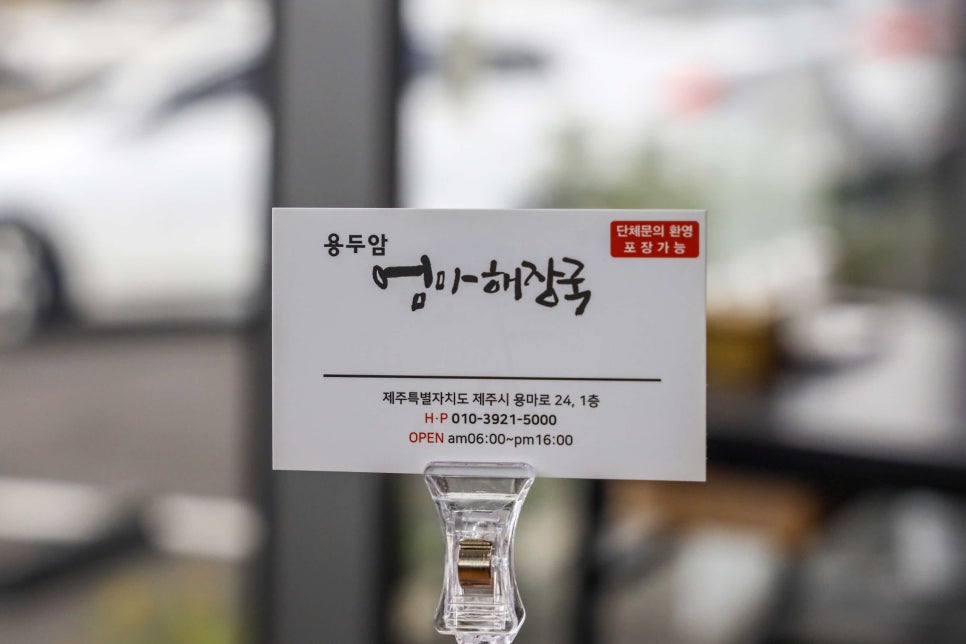 용두암
엄마해장국
단체문의 환영
포장가능
제주특별자치도 제주시 용마로 24, 1층
H·P 010-3921-5000
OPEN am06:00~pm16:00